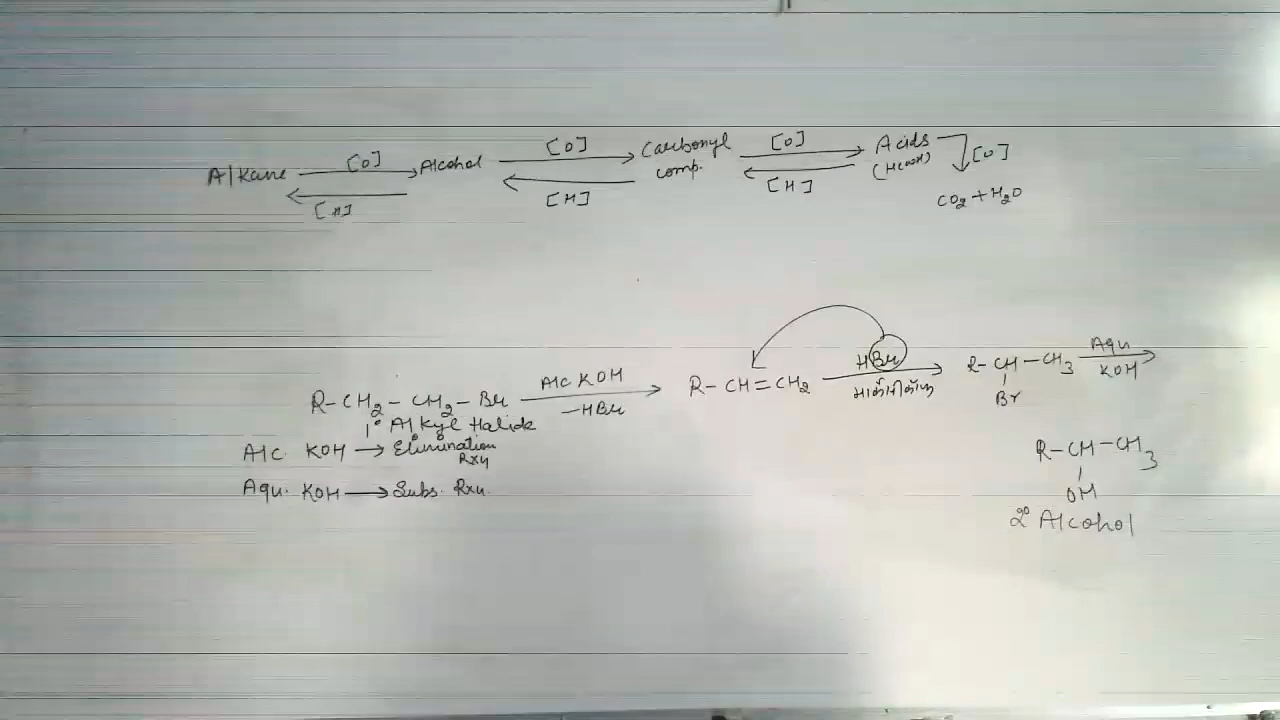 Alkane [O] Alcohol [O] Carbonyl comp. [O] Acids (HCOOH) [O]
[H] [H] [H] CO2 + H2O
R-CH2-CH2-Br Alc KOH -HBr R-CH=CH2 HBr R-CH-CH3 Aqu KOH
Br
1° Alkyl Halide
Alc. KOH → Elimination Rxn
Aqu. KOH → Subs. Rxn.
R-CH-CH3
OH
2° Alcohol